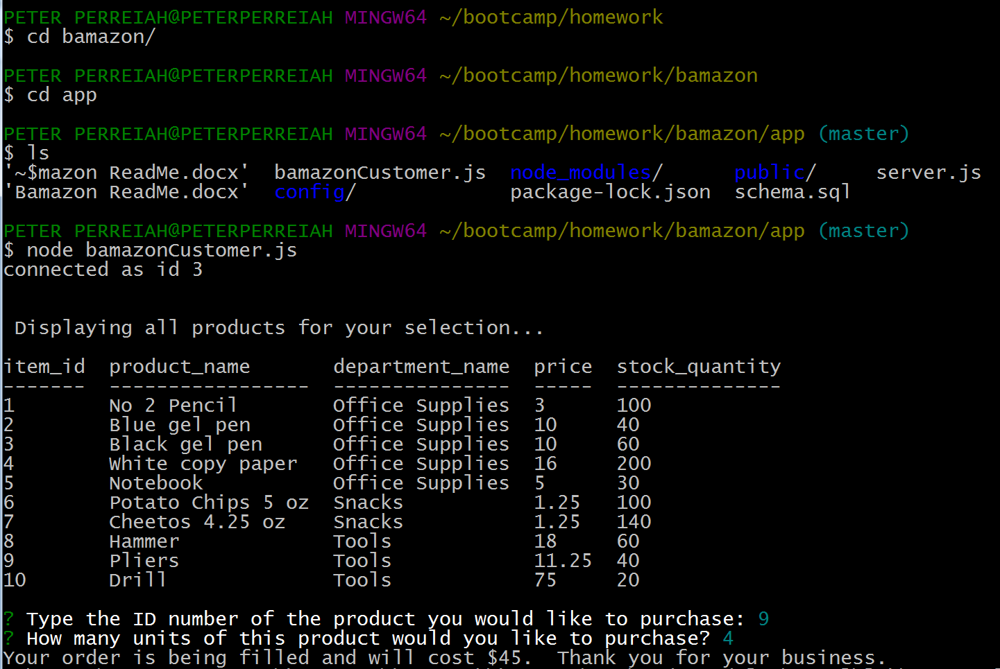 PETER PERREIAH@PETERPERREIAH MINGW64 ~/bootcamp/homework
$ cd bamazon/
PETER PERREIAH@PETERPERREIAH MINGW64 ~/bootcamp/homework/bamazon
$ cd app
PETER PERREIAH@PETERPERREIAH MINGW64 ~/bootcamp/homework/bamazon/app (master)
$ ls
'~$mazon ReadMe.docx' bamazonCustomer.js node_modules/ public/ server.js
'Bamazon ReadMe.docx' config/ package-lock.json schema.sql
PETER PERREIAH@PETERPERREIAH MINGW64 ~/bootcamp/homework/bamazon/app (master)
$ node bamazonCustomer.js
connected as id 3
Displaying all products for your selection...
item_id product_name department_name price stock_quantity
------- ----------------- --------------- ----- --------------
1 No 2 Pencil Office Supplies 3 100
2 Blue gel pen Office Supplies 10 40
3 Black gel pen Office Supplies 10 60
4 White copy paper Office Supplies 16 200
5 Notebook Office Supplies 5 30
6 Potato Chips 5 oz Snacks 1.25 100
7 Cheetos 4.25 oz Snacks 1.25 140
8 Hammer Tools 18 60
9 Pliers Tools 11.25 40
10 Drill Tools 75 20
? Type the ID number of the product you would like to purchase: 9
? How many units of this product would you like to purchase? 4
Your order is being filled and will cost $45.  Thank you for your business.